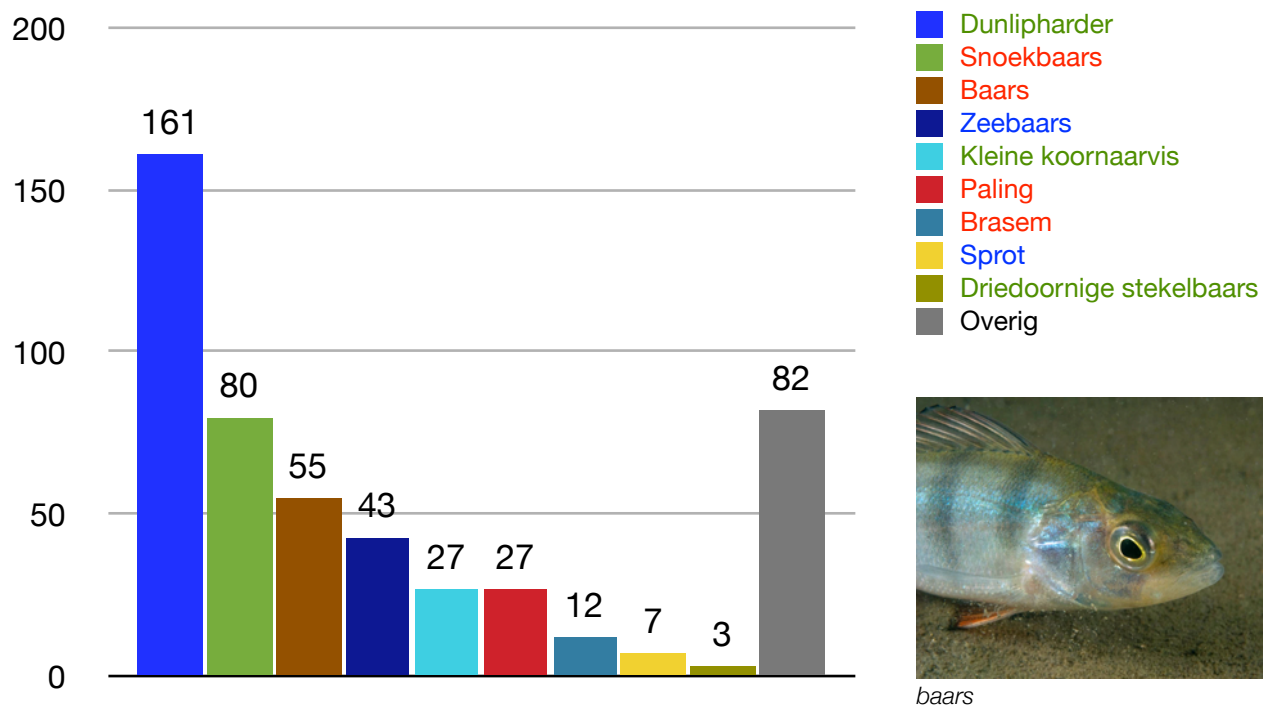 200
150
100
50
0
161
80
55
43
27
27
12
7
3
82
Dunlipharder
Snoekbaars
Baars
Zeebaars
Kleine koornaarvis
Paling
Brasem
Sprot
Driedoornige stekelbaars
Overig
baars